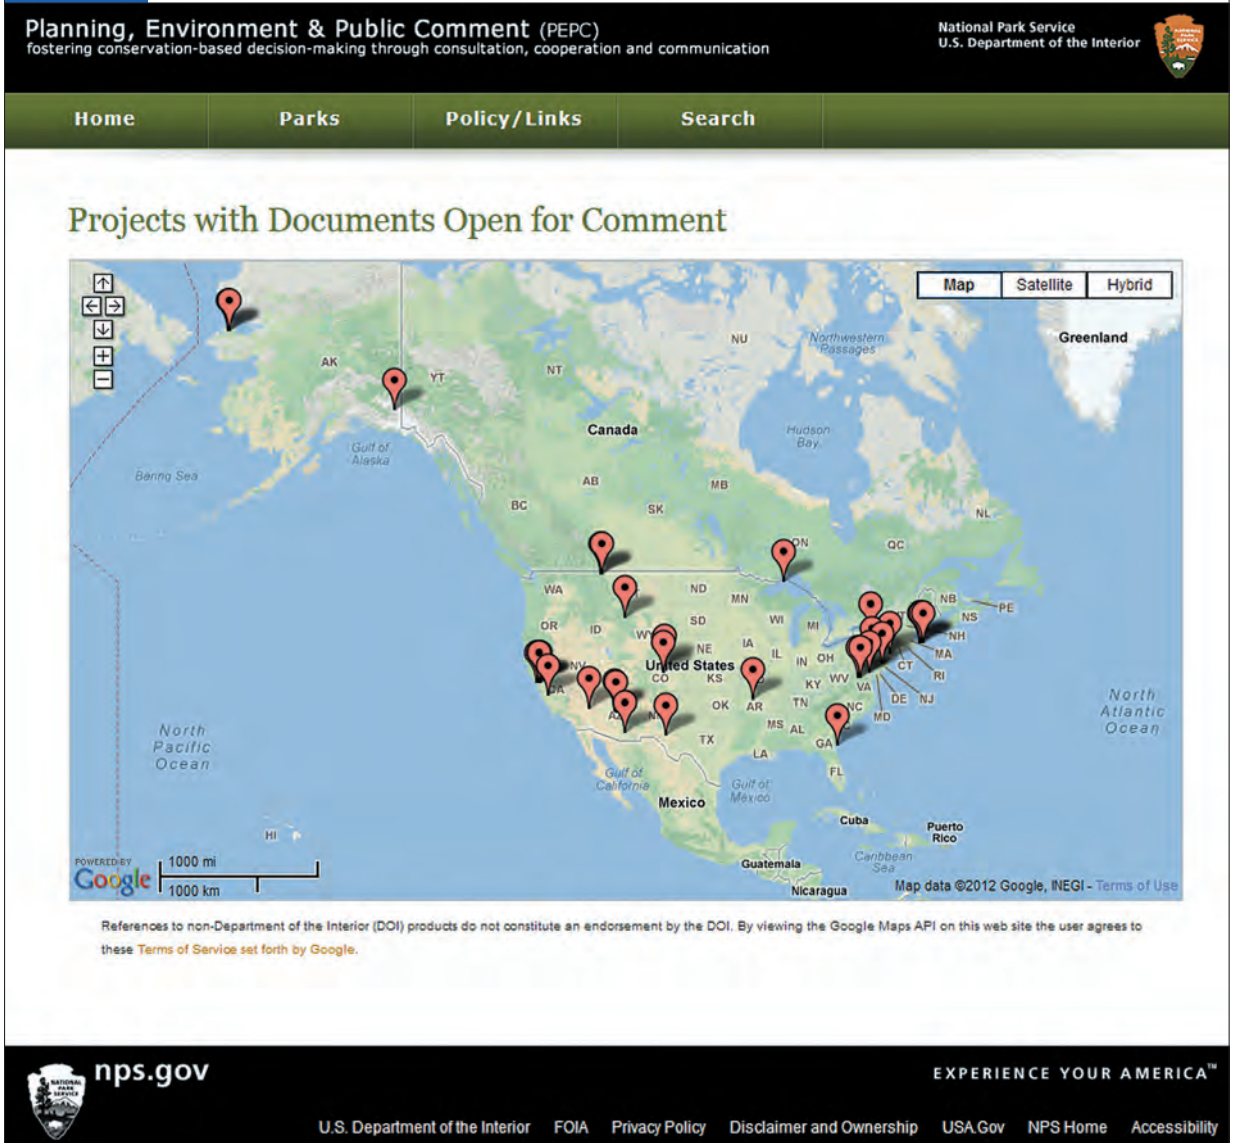 Planning, Environment & Public Comment (PEPC)
fostering conservation-based decision-making through consultation, cooperation and communication
National Park Service
U.S. Department of the Interior
Home Parks Policy/Links Search
Projects with Documents Open for Comment
Map Satellite Hybrid
Greenland
NU
Northwestern
Passages
AK
YT
NT
Canada
Hudson
Bay
Gulf of
Alaska
Bering Sea
AB
MB
BC
SK
NL
ON
QC
WA
ND
MN
NB
PE
NS
OR
ID
SD
WI
MI
NH
WY
NE
IA
IL
IN
OH
MA
NV
United States
CT
RI
CO
KS
KY
WV
VA
CA
DE
NJ
OK
AR
TN
NC
MD
MS
AL
TX
GA
LA
FL
North
Atlantic
Ocean
North
Pacific
Ocean
Gulf of
California
Gulf of
Mexico
Mexico
Cuba
Puerto
Rico
HI
Caribbean
Sea
Guatemala
Nicaragua
POWERED BY
Google
1000 mi
1000 km
Map data ©2012 Google, INEGI - Terms of Use
References to non-Department of the Interior (DOI) products do not constitute an endorsement by the DOI. By viewing the Google Maps API on this web site the user agrees to
these Terms of Service set forth by Google.
NATIONAL
PARK
SERVICE
nps.gov
EXPERIENCE YOUR AMERICA™
U.S. Department of the Interior FOIA Privacy Policy Disclaimer and Ownership USA.Gov NPS Home Accessibility